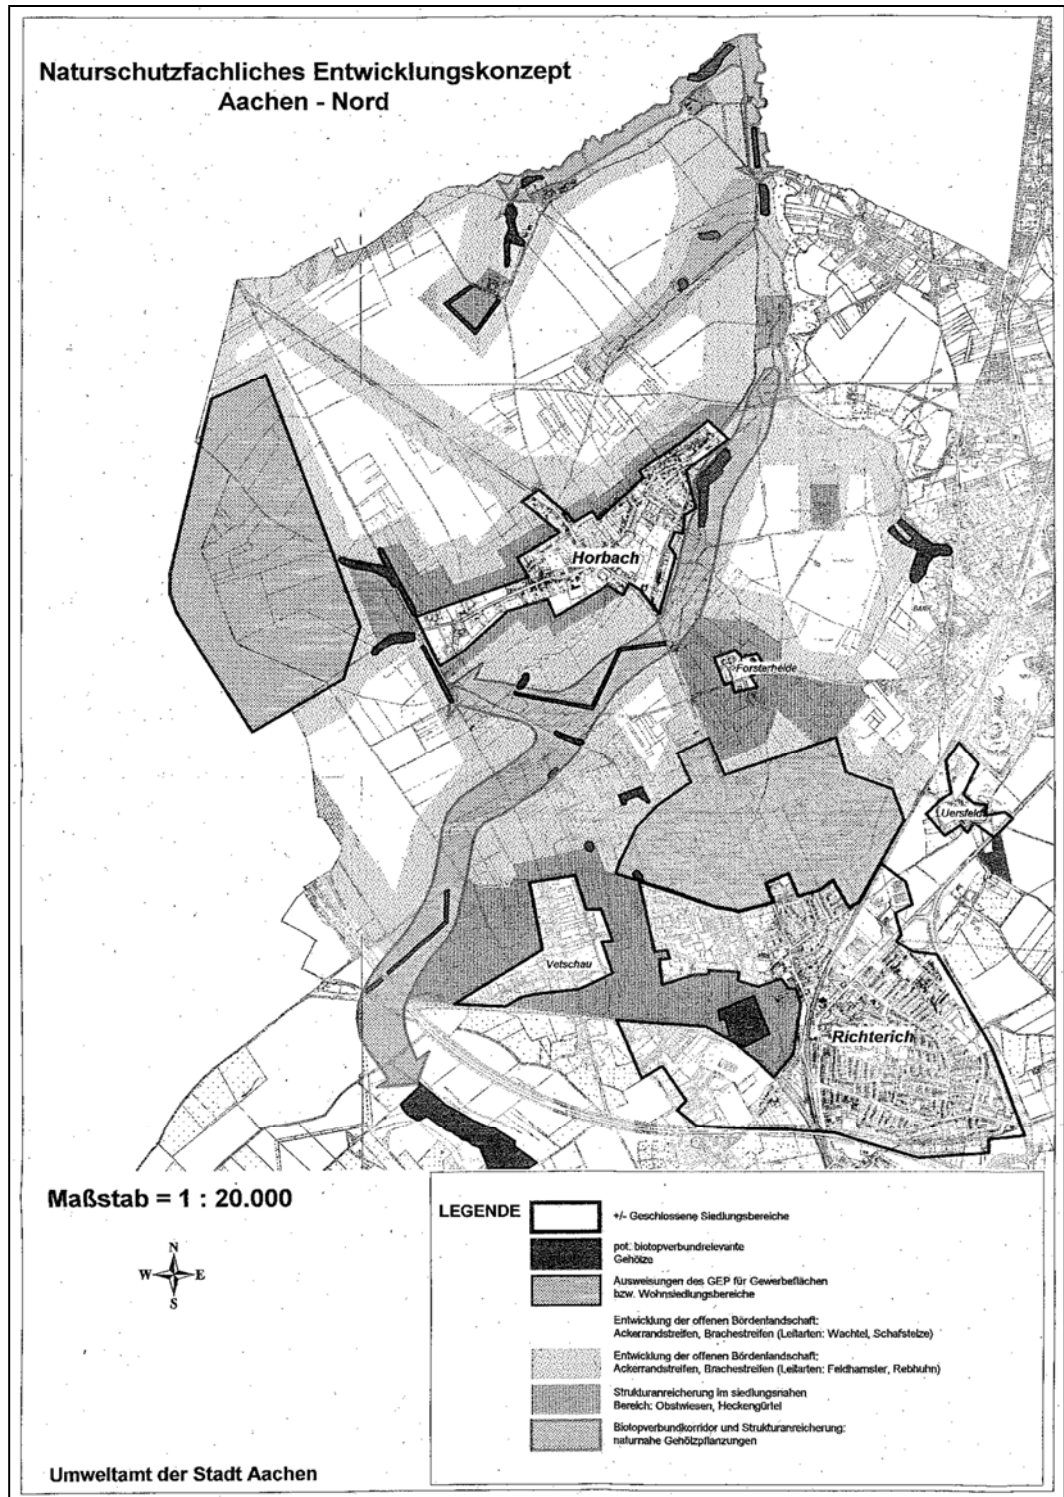 Naturschutzfachliches Entwicklungskonzept
Aachen - Nord
Horbach
Forsterheide
Uersfeld
Vetschau
Richterich
Maßstab = 1 : 20.000
N
W E
S
LEGENDE
+/- Geschlossene Siedlungsbereiche
pot. biotopverbundrelevante
Gehölze
Ausweisungen des GEP für Gewerbeflächen
bzw. Wohnsiedlungsbereiche
Entwicklung der offenen Bördenlandschaft:
Ackerrandstreifen, Brachestreifen (Leitarten: Wachtel, Schafstelze)
Entwicklung der offenen Bördenlandschaft:
Ackerrandstreifen, Brachestreifen (Leitarten: Feldhamster, Rebhuhn)
Strukturanreicherung im siedlungsnahen
Bereich: Obstwiesen, Heckengürtel
Biotopverbundkorridor und Strukturanreicherung:
naturnahe Gehölzpflanzungen
Umweltamt der Stadt Aachen